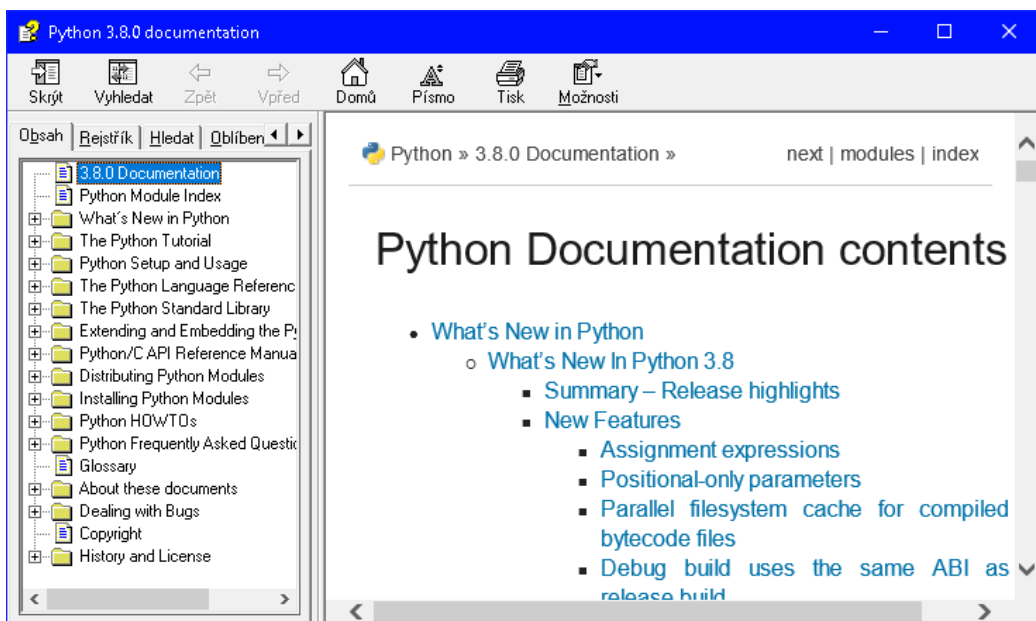 Python 3.8.0 documentation
Skrýt Vyhledat Zpět Vpřed Domů Písmo Tisk Možnosti
Obsah Rejstřík Hledat Oblíben
3.8.0 Documentation
Python Module Index
What´s New in Python
The Python Tutorial
Python Setup and Usage
The Python Language Referenc
The Python Standard Library
Extending and Embedding the Py
Python/C API Reference Manua
Distributing Python Modules
Installing Python Modules
Python HOWTOs
Python Frequently Asked Questic
Glossary
About these documents
Dealing with Bugs
Copyright
History and License
Python » 3.8.0 Documentation » next | modules | index
Python Documentation contents
What’s New in Python
What’s New In Python 3.8
Summary – Release highlights
New Features
Assignment expressions
Positional-only parameters
Parallel filesystem cache for compiled
bytecode files
Debug build uses the same ABI as
release build